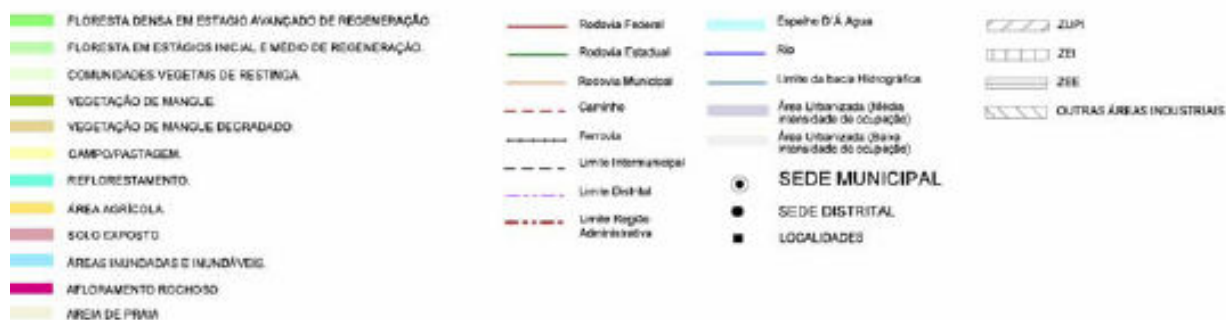 FLORESTA DENSA EM ESTAGIO AVANÇADO DE REGENERAÇÃO
FLORESTA EM ESTÁGIOS INICIAL E MÉDIO DE REGENERAÇÃO.
COMUNIDADES VEGETAIS DE RESTINGA.
VEGETAÇÃO DE MANGUE
VEGETAÇÃO DE MANGUE DEGRADADO
CAMPO/PASTAGEM.
REFLORESTAMENTO.
ÁREA AGRÍCOLA
SOLO EXPOSTO
ÁREAS INUNDADAS E INUNDÁVEIS.
AFLORAMENTO ROCHOSO
AREIA DE PRAIA
Rodovia Federal
Rodovia Estadual
Rodovia Municipal
Caminho
Ferrovia
Limite Intermunicipal
Limite Distrital
Limite Região
Administrativa
Espelho D'Á Agua
Rio
Limite da bacia Hidrográfica
Área Urbanizada (Média
intensidade de ocupação)
Área Urbanizada (Baixa
intensidade de ocupação)
SEDE MUNICIPAL
SEDE DISTRITAL
LOCALIDADES
ZUPI
ZEI
ZEE
OUTRAS ÁREAS INDUSTRIAIS